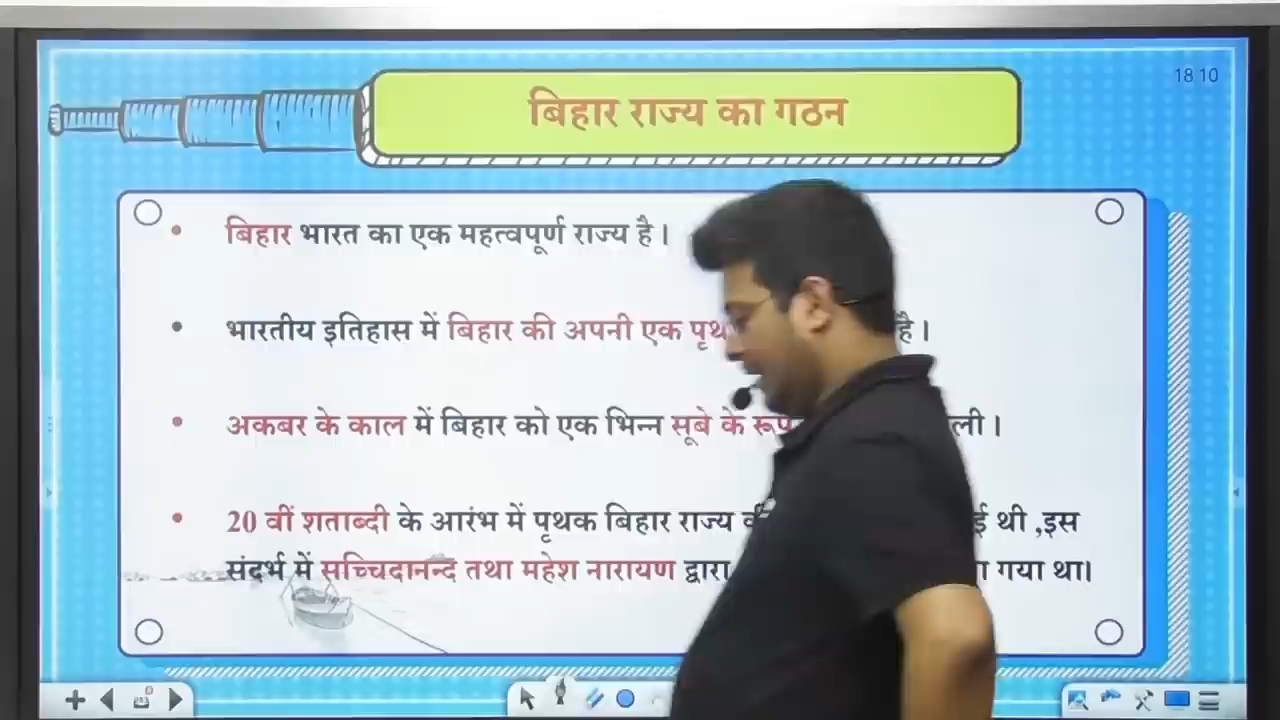 18 10
बिहार राज्य का गठन
बिहार भारत का एक महत्वपूर्ण राज्य है।
भारतीय इतिहास में बिहार की अपनी एक है।
अकबर के काल में बिहार को एक भिन्न सूबे के रूप
20 वीं शताब्दी के आरंभ में पृथक बिहार राज्य थी ,इस
संदर्भ में सच्चिदानन्द तथा महेश नारायण द्वारा गया था।